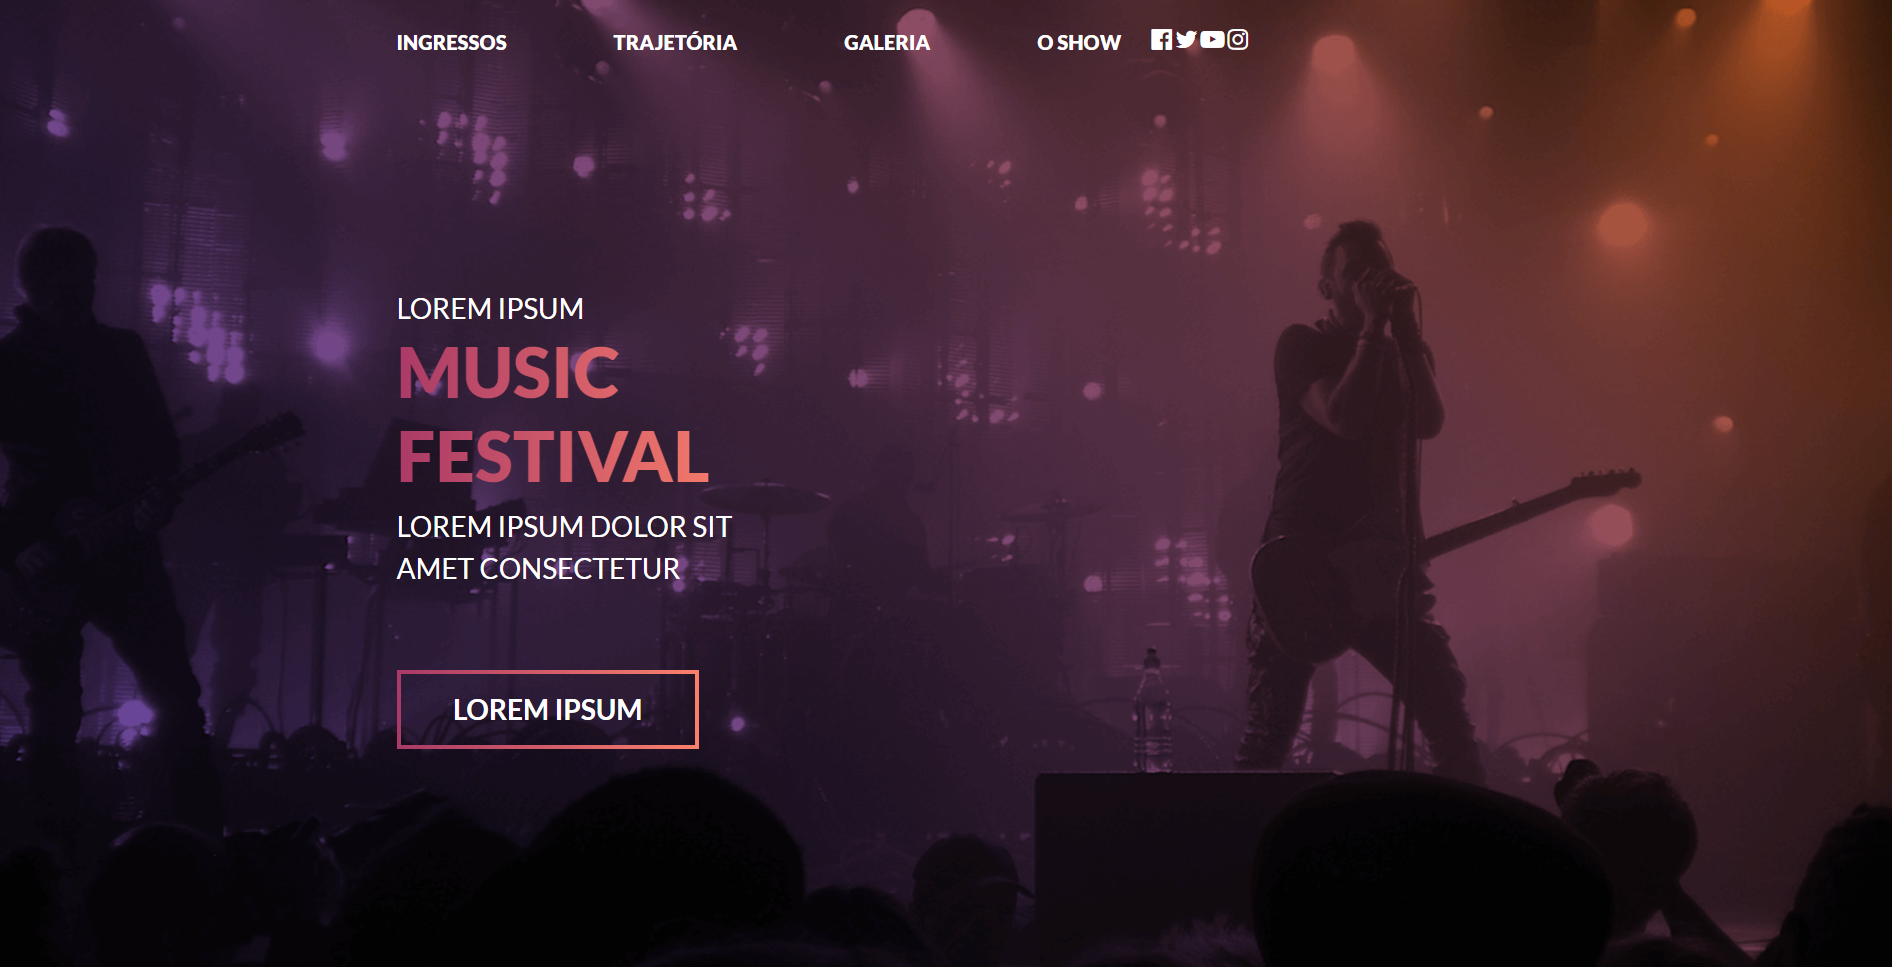 INGRESSOS TRAJETÓRIA GALERIA O SHOW
LOREM IPSUM
MUSIC
FESTIVAL
LOREM IPSUM DOLOR SIT
AMET CONSECTETUR
LOREM IPSUM